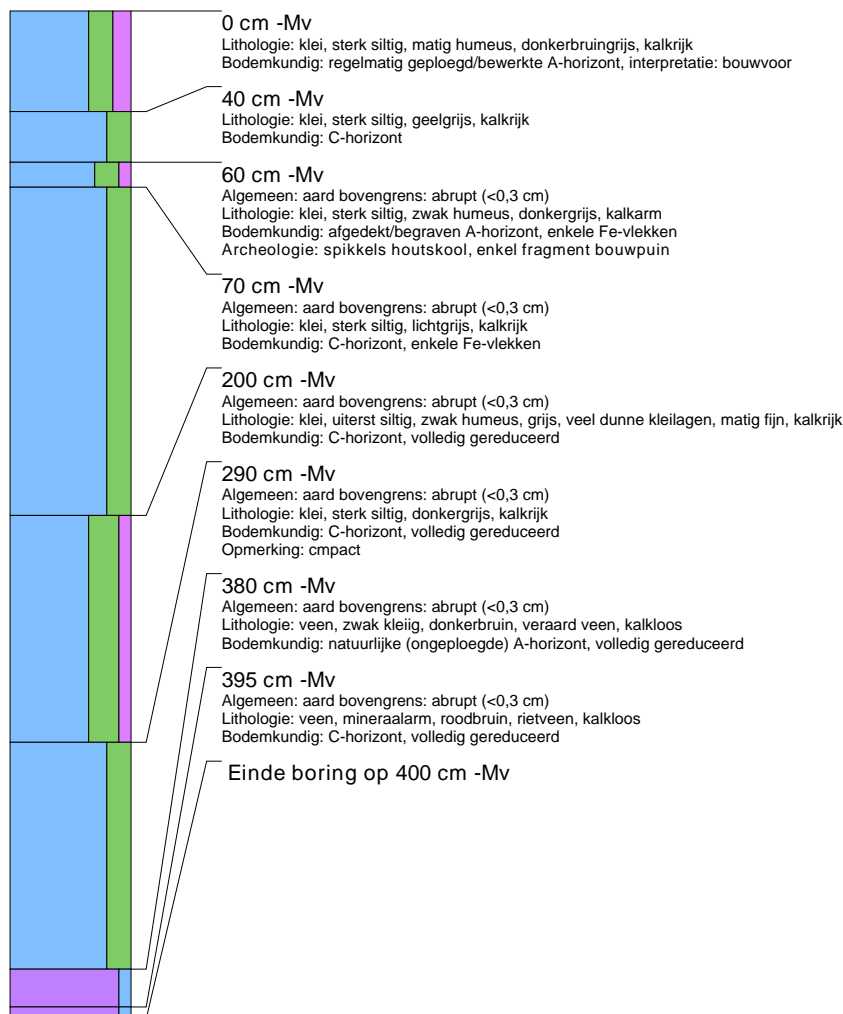 0 cm -Mv
Lithologie: klei, sterk siltig, matig humeus, donkerbruingrijs, kalkrijk
Bodemkundig: regelmatig geploegd/bewerkte A-horizont, interpretatie: bouwvoor
40 cm -Mv
Lithologie: klei, sterk siltig, geelgrijs, kalkrijk
Bodemkundig: C-horizont
60 cm -Mv
Algemeen: aard bovengrens: abrupt (<0,3 cm)
Lithologie: klei, sterk siltig, zwak humeus, donkergrijs, kalkarm
Bodemkundig: afgedekt/begraven A-horizont, enkele Fe-vlekken
Archeologie: spikkels houtskool, enkel fragment bouwpuin
70 cm -Mv
Algemeen: aard bovengrens: abrupt (<0,3 cm)
Lithologie: klei, sterk siltig, lichtgrijs, kalkrijk
Bodemkundig: C-horizont, enkele Fe-vlekken
200 cm -Mv
Algemeen: aard bovengrens: abrupt (<0,3 cm)
Lithologie: klei, uiterst siltig, zwak humeus, grijs, veel dunne kleilagen, matig fijn, kalkrijk
Bodemkundig: C-horizont, volledig gereduceerd
290 cm -Mv
Algemeen: aard bovengrens: abrupt (<0,3 cm)
Lithologie: klei, sterk siltig, donkergrijs, kalkrijk
Bodemkundig: C-horizont, volledig gereduceerd
Opmerking: cmpact
380 cm -Mv
Algemeen: aard bovengrens: abrupt (<0,3 cm)
Lithologie: veen, zwak kleiig, donkerbruin, veraard veen, kalkloos
Bodemkundig: natuurlijke (ongeploegde) A-horizont, volledig gereduceerd
395 cm -Mv
Algemeen: aard bovengrens: abrupt (<0,3 cm)
Lithologie: veen, mineraalarm, roodbruin, rietveen, kalkloos
Bodemkundig: C-horizont, volledig gereduceerd
Einde boring op 400 cm -Mv